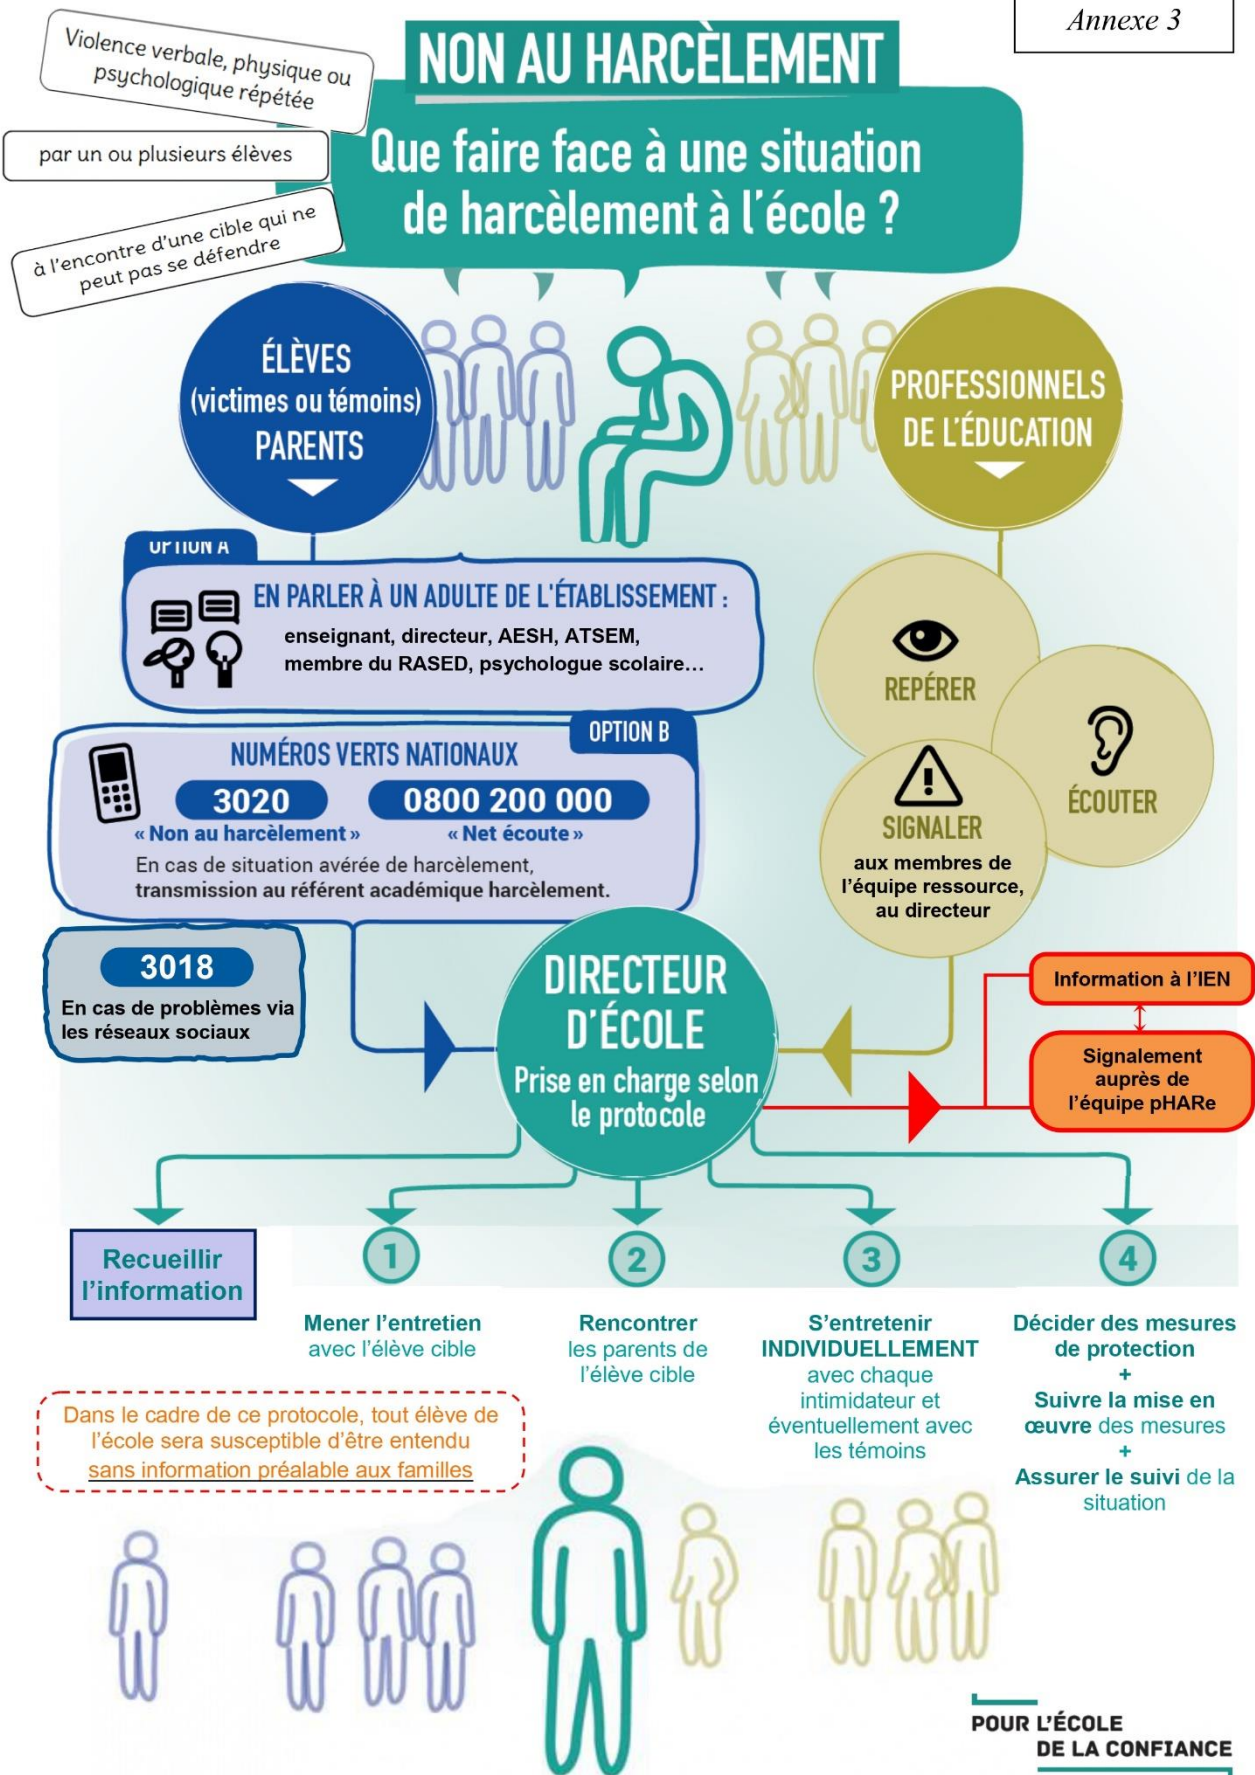 Annexe 3
Violence verbale, physique ou
psychologique répétée
par un ou plusieurs élèves
à l'encontre d'une cible qui ne
peut pas se défendre
NON AU HARCÈLEMENT
Que faire face à une situation
de harcèlement à l'école ?
ÉLÈVES
(victimes ou témoins)
PARENTS
PROFESSIONNELS
DE L'ÉDUCATION
OPTION A
EN PARLER À UN ADULTE DE L'ÉTABLISSEMENT :
enseignant, directeur, AESH, ATSEM,
membre du RASED, psychologue scolaire…
OPTION B
NUMÉROS VERTS NATIONAUX
3020
0800 200 000
« Non au harcèlement »
« Net écoute »
En cas de situation avérée de harcèlement,
transmission au référent académique harcèlement.
3018
En cas de problèmes via
les réseaux sociaux
REPÉRER
ÉCOUTER
SIGNALER
aux membres de
l'équipe ressource,
au directeur
DIRECTEUR
D'ÉCOLE
Prise en charge selon
le protocole
Information à l'IEN
Signalement
auprès de
l'équipe pHARe
Recueillir
l'information
1
Mener l'entretien
avec l'élève cible
2
Rencontrer
les parents de
l'élève cible
3
S'entretenir
INDIVIDUELLEMENT
avec chaque
intimidateur et
éventuellement avec
les témoins
4
Décider des mesures
de protection
+
Suivre la mise en
œuvre des mesures
+
Assurer le suivi de la
situation
Dans le cadre de ce protocole, tout élève de
l'école sera susceptible d'être entendu
sans information préalable aux familles
POUR L'ÉCOLE
DE LA CONFIANCE